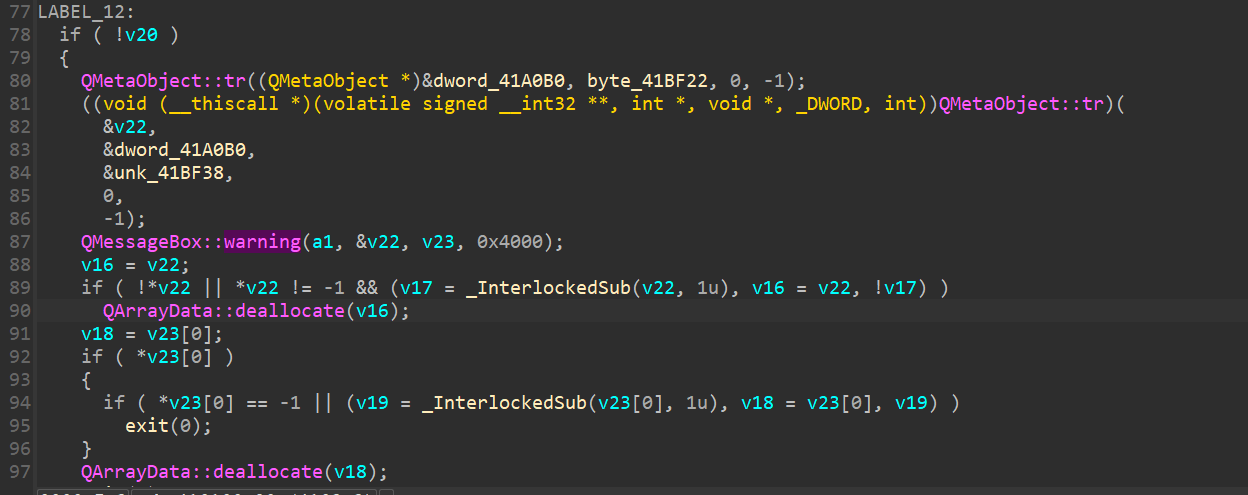 77 LABEL_12:
78 if ( !v20 )
79 {
80 QMetaObject::tr((QMetaObject *)&dword_41A0B0, byte_41BF22, 0, -1);
81 ((void (__thiscall *)(volatile signed __int32 **, int *, void *, _DWORD, int))QMetaObject::tr)(
82 &v22,
83 &dword_41A0B0,
84 &unk_41BF38,
85 0,
86 -1);
87 QMessageBox::warning(a1, &v22, v23, 0x4000);
88 v16 = v22;
89 if ( !*v22 || *v22 != -1 && (v17 = _InterlockedSub(v22, 1u), v16 = v22, !v17) )
90 QArrayData::deallocate(v16);
91 v18 = v23[0];
92 if ( *v23[0] )
93 {
94 if ( *v23[0] == -1 || (v19 = _InterlockedSub(v23[0], 1u), v18 = v23[0], v19) )
95 exit(0);
96 }
97 QArrayData::deallocate(v18);